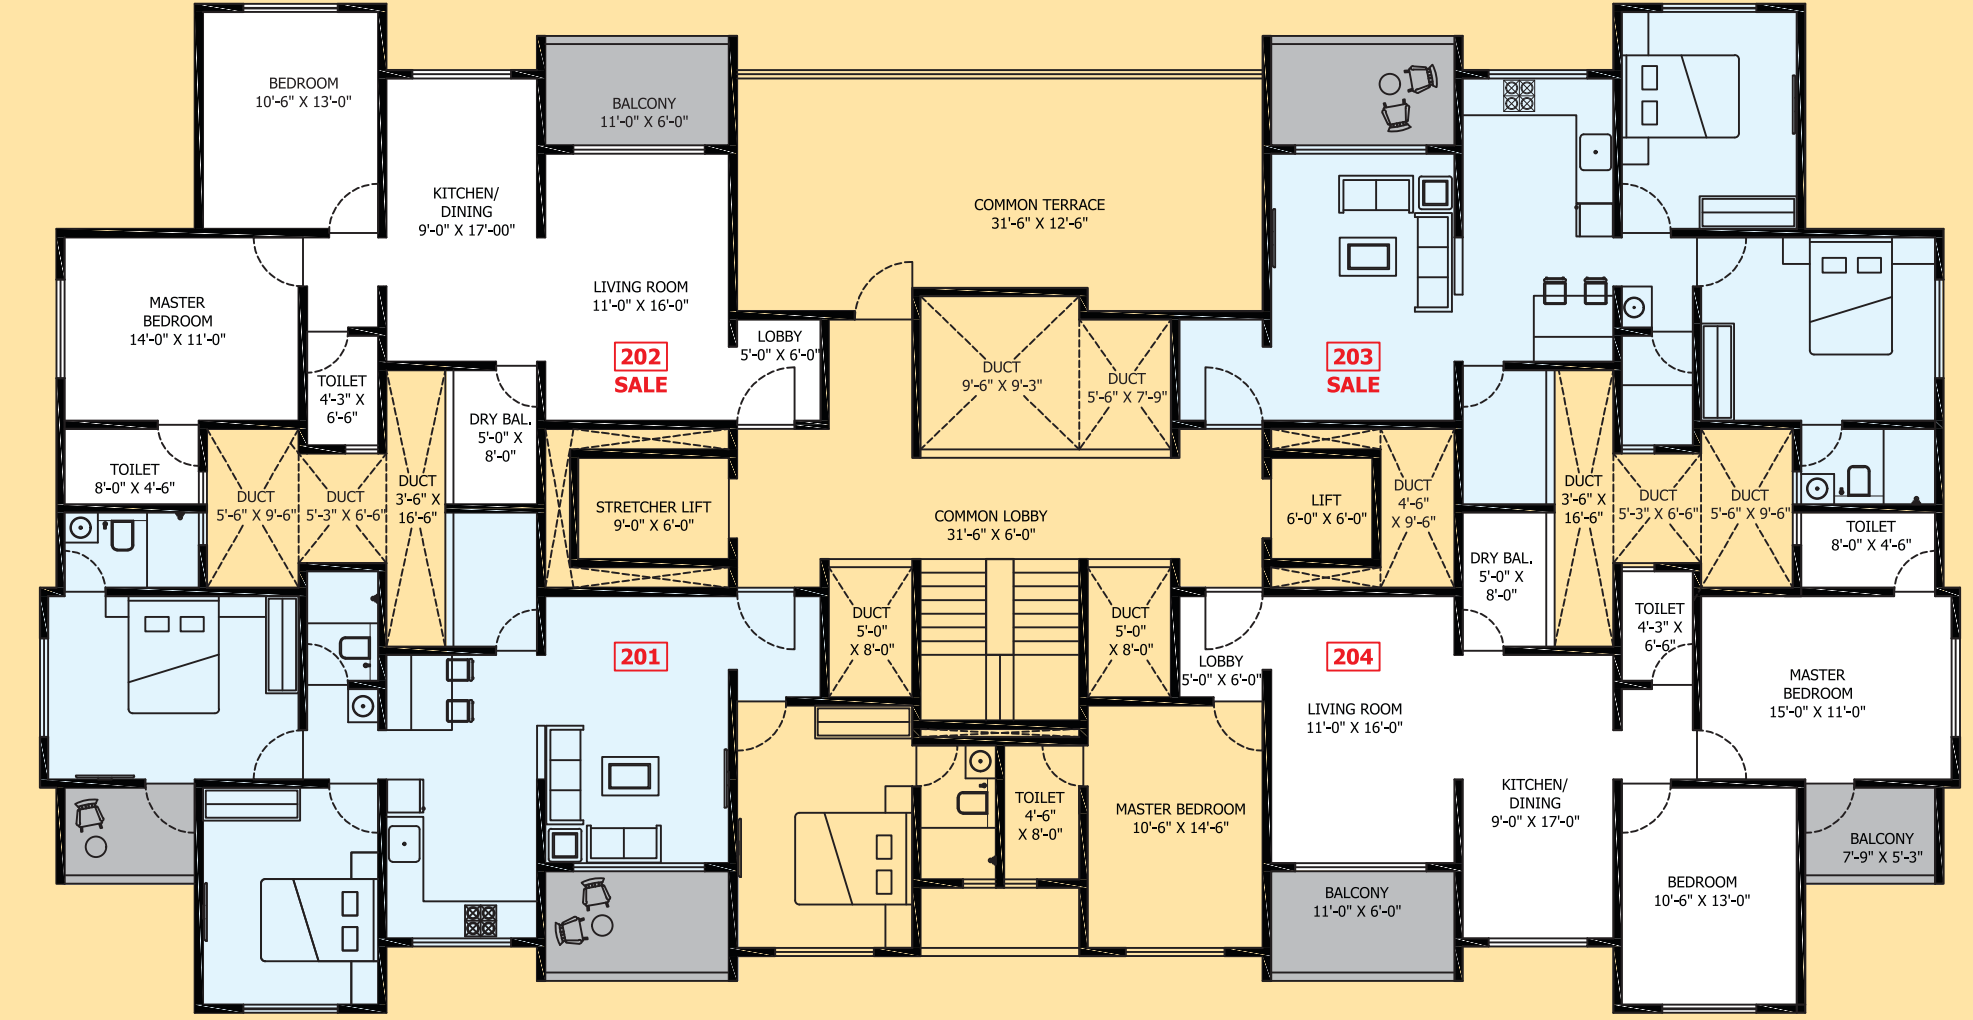 BEDROOM
10'-6" X 13'-0"
BALCONY
11'-0" X 6'-0"
KITCHEN/
DINING
9'-0" X 17'-00"
COMMON TERRACE
31'-6" X 12'-6"
MASTER
BEDROOM
14'-0" X 11'-0"
LIVING ROOM
11'-0" X 16'-0"
LOBBY
5'-0" X 6'-0"
202
SALE
203
SALE
DUCT
9'-6" X 9'-3"
DUCT
5'-6" X 7'-9"
TOILET
4'-3" X
6'-6"
DRY BAL.
5'-0" X
8'-0"
TOILET
8'-0" X 4'-6"
DUCT
5'-6" X 9'-6"
DUCT
5'-3" X 6'-6"
DUCT
3'-6" X
16'-6"
STRETCHER LIFT
9'-0" X 6'-0"
COMMON LOBBY
31'-6" X 6'-0"
LIFT
6'-0" X 6'-0"
DUCT
4'-6"
X 9'-6"
DUCT
3'-6" X
16'-6"
DUCT
5'-3" X 6'-6"
DUCT
5'-6" X 9'-6"
TOILET
8'-0" X 4'-6"
DRY BAL.
5'-0" X
8'-0"
TOILET
4'-3" X
6'-6"
201
DUCT
5'-0"
X 8'-0"
DUCT
5'-0"
X 8'-0"
LOBBY
5'-0" X 6'-0"
204
LIVING ROOM
11'-0" X 16'-0"
MASTER
BEDROOM
15'-0" X 11'-0"
TOILET
4'-6"
X 8'-0"
MASTER BEDROOM
10'-6" X 14'-6"
KITCHEN/
DINING
9'-0" X 17'-0"
BALCONY
7'-9" X 5'-3"
BALCONY
11'-0" X 6'-0"
BEDROOM
10'-6" X 13'-0"